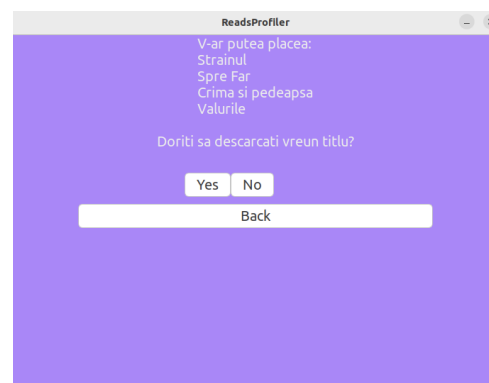 ReadsProfiler
V-ar putea placea:
Strainul
Spre Far
Crima si pedeapsa
Valurile
Doriti sa descarcati vreun titlu?
Yes No
Back